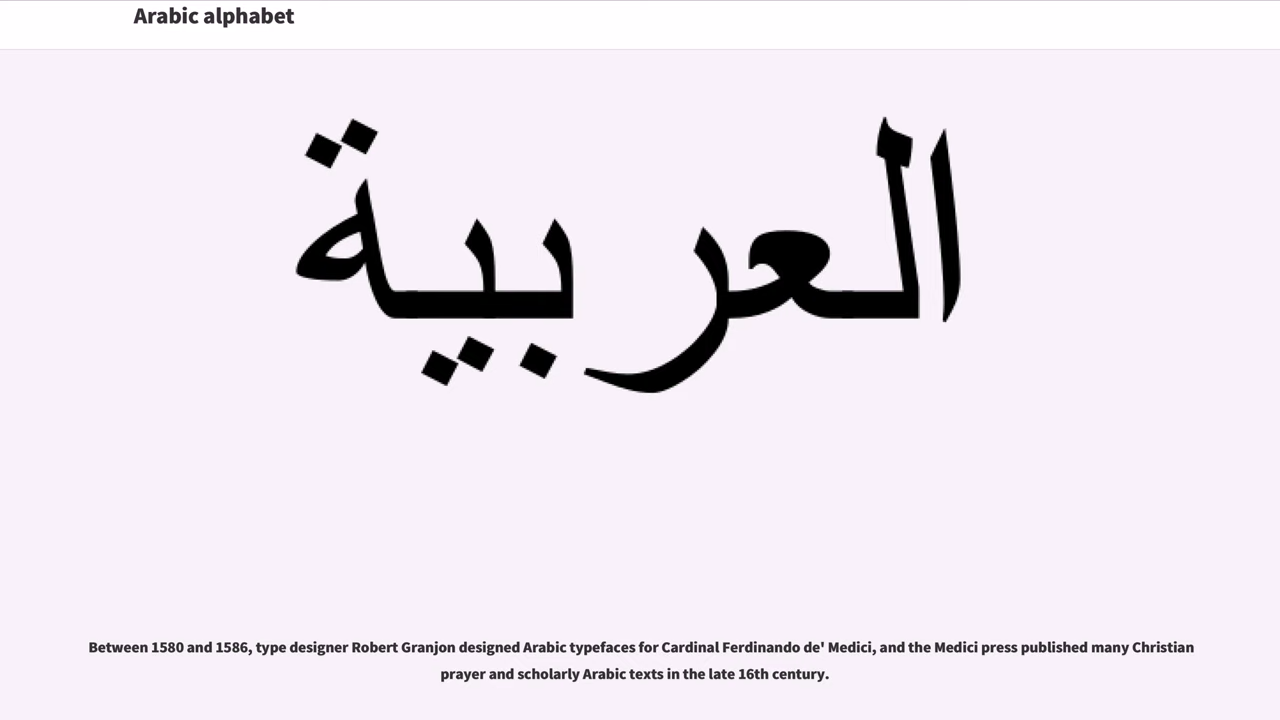 Arabic alphabet
العربية
Between 1580 and 1586, type designer Robert Granjon designed Arabic typefaces for Cardinal Ferdinando de' Medici, and the Medici press published many Christian
prayer and scholarly Arabic texts in the late 16th century.